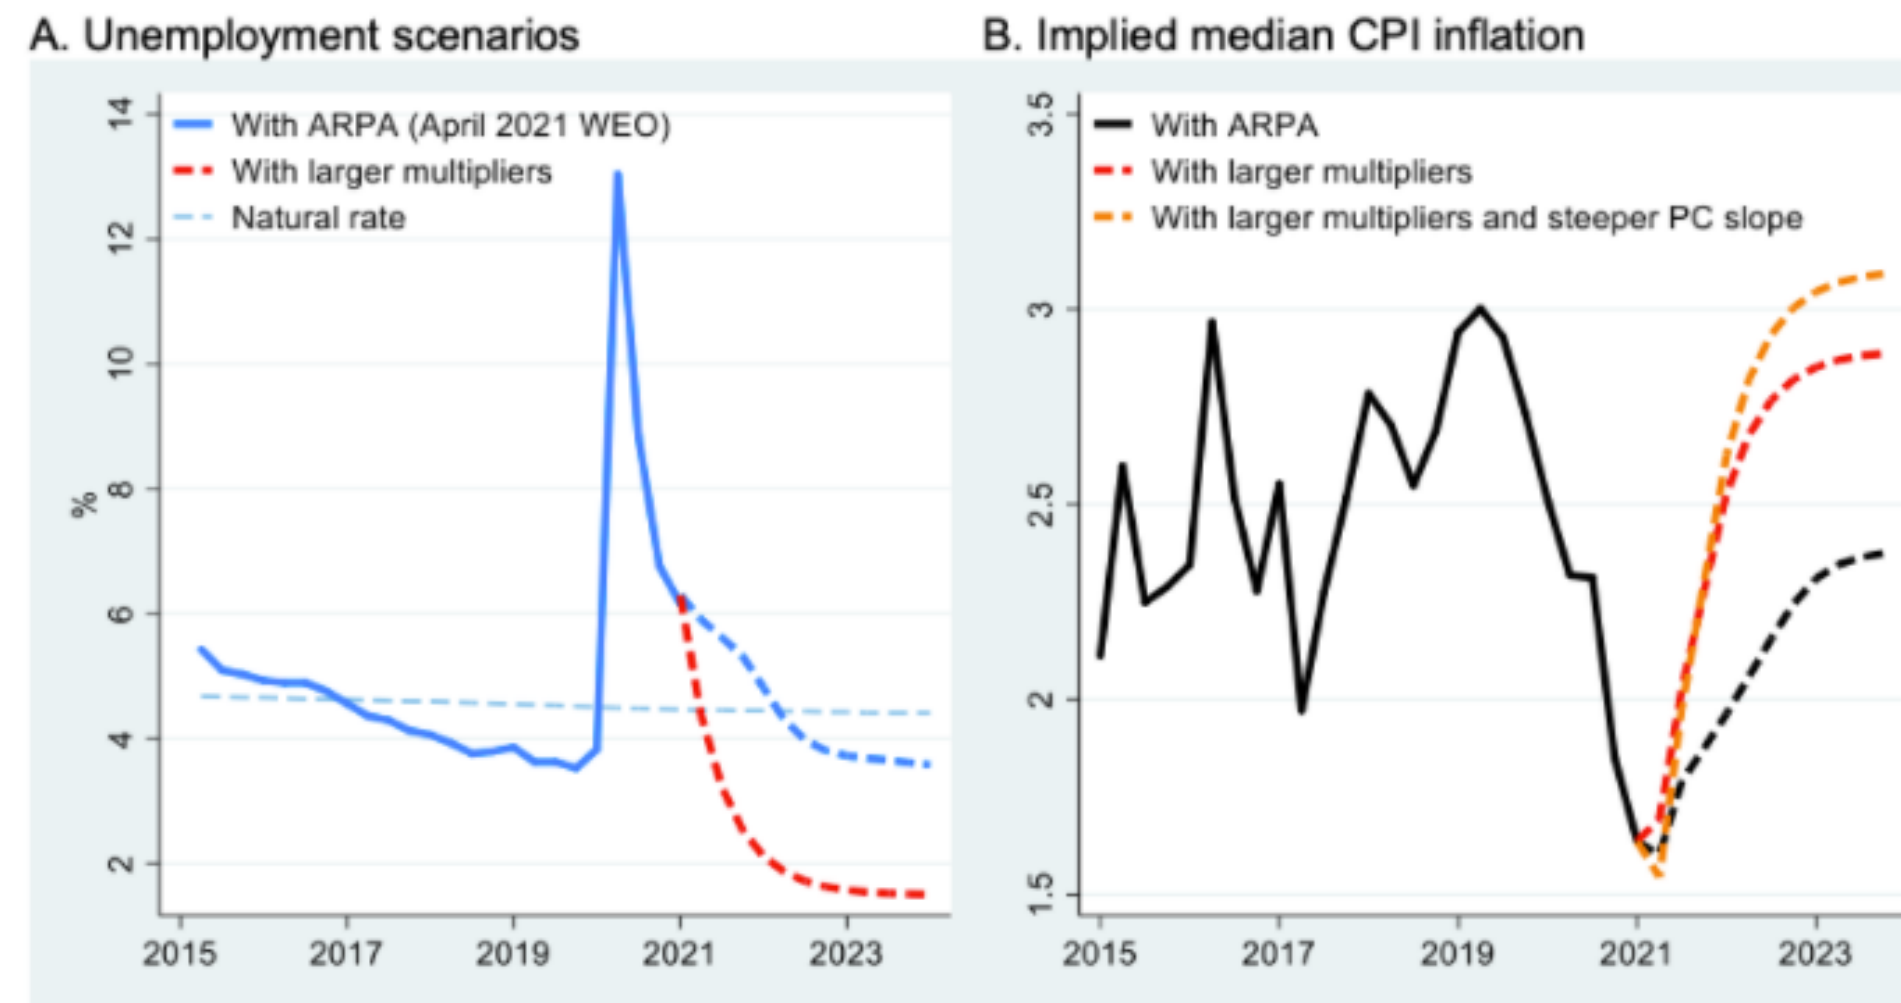 A. Unemployment scenarios
With ARPA (April 2021 WEO)
With larger multipliers
Natural rate
%
14
12
10
8
6
4
2
2015 2017 2019 2021 2023
B. Implied median CPI inflation
With ARPA
With larger multipliers
With larger multipliers and steeper PC slope
3.5
3
2.5
2
1.5
2015 2017 2019 2021 2023